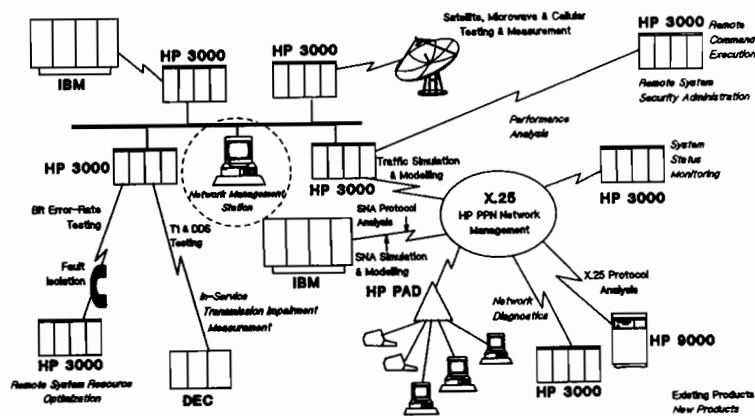 Satellite, Microwave & Cellular
Testing & Measurement
HP 3000
Remote
Command
Execution
Remote System
Security Administration
IBM
HP 3000
HP 3000
Performance
Analysis
HP 3000
Network Management
Station
HP 3000
Traffic Simulation
& Modelling
System
Status
Monitoring
HP 3000
X.25
HP PPN Network
Management
Bit Error-Rate
Testing
T1 & DDS
Testing
SNA Protocol
Analysis
SNA Simulation
& Modelling
IBM
Fault
Isolation
In-Service
Transmission Impairment
Measurement
HP PAD
Network
Diagnostics
X.25 Protocol
Analysis
HP 9000
HP 3000
Remote System Resource
Optimization
DEC
HP 3000
Existing Products
New Products